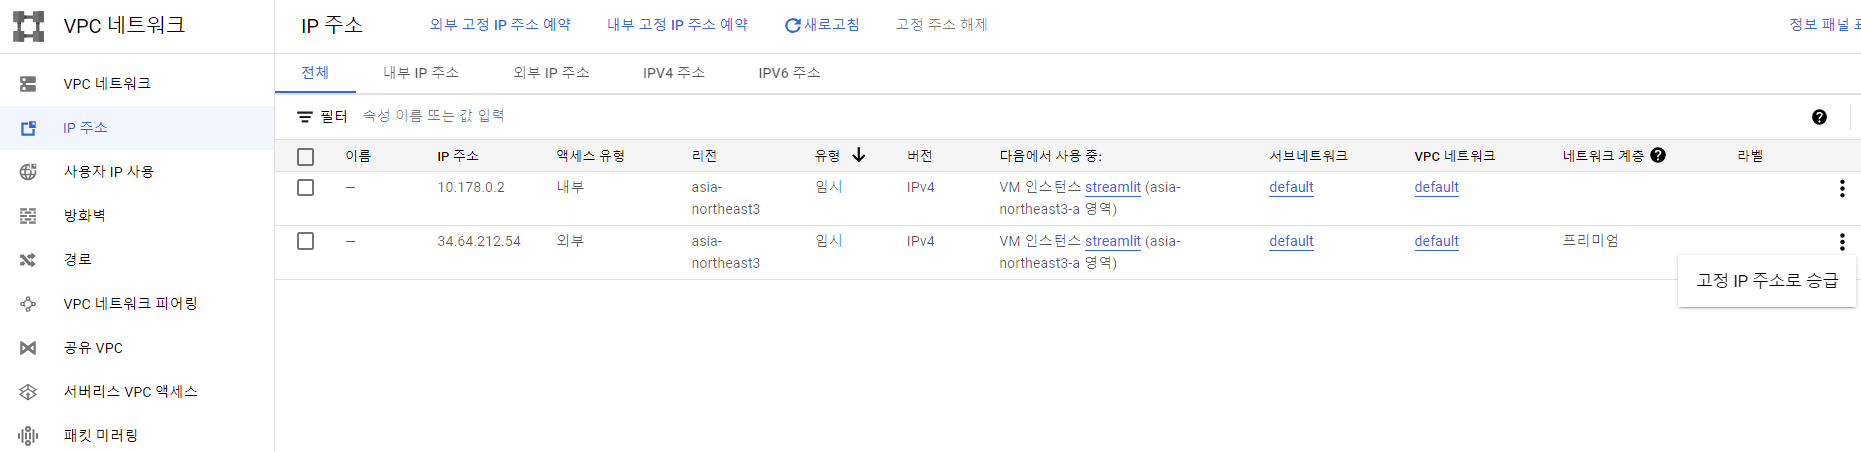 VPC 네트워크
IP 주소
외부 고정 IP 주소 예약
내부 고정 IP 주소 예약
새로고침
고정 주소 해제
정보 패널
VPC 네트워크
IP 주소
사용자 IP 사용
방화벽
경로
VPC 네트워크 피어링
공유 VPC
서버리스 VPC 액세스
패킷 미러링
전체
내부 IP 주소
외부 IP 주소
IPV4 주소
IPV6 주소
필터
속성 이름 또는 값 입력
이름
IP 주소
액세스 유형
리전
유형
버전
다음에서 사용 중:
서브네트워크
VPC 네트워크
네트워크 계층
라벨
–
10.178.0.2
내부
asia-
northeast3
임시
IPv4
VM 인스턴스 streamlit (asia-
northeast3-a 영역)
default
default
–
34.64.212.54
외부
asia-
northeast3
임시
IPv4
VM 인스턴스 streamlit (asia-
northeast3-a 영역)
default
default
프리미엄
고정 IP 주소로 승급